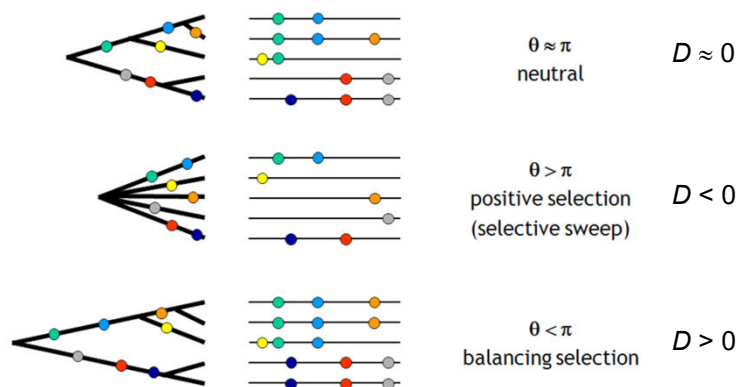 θ ≈ π
neutral
D ≈ 0
θ > π
positive selection
(selective sweep)
D < 0
θ < π
balancing selection
D > 0